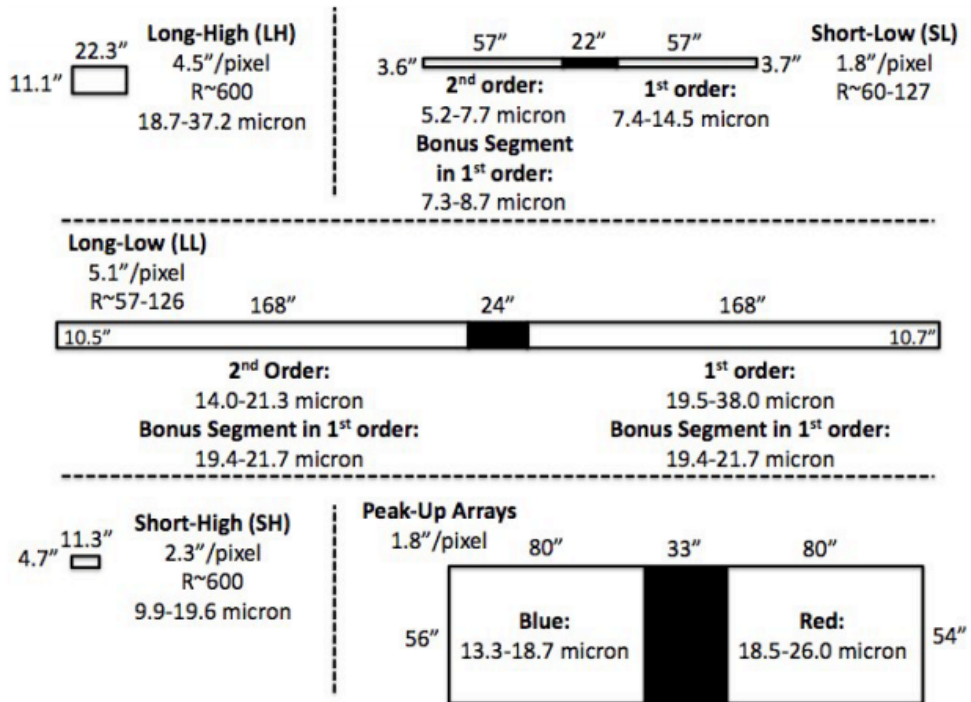 Long-High (LH)
22.3″
4.5″/pixel
11.1″
R~600
18.7-37.2 micron
57″ 22″ 57″
Short-Low (SL)
3.6″
3.7″
1.8″/pixel
R~60-127
2nd order:
5.2-7.7 micron
Bonus Segment
in 1st order:
7.3-8.7 micron
1st order:
7.4-14.5 micron
Long-Low (LL)
5.1″/pixel
R~57-126
168″ 24″ 168″
10.5″ 10.7″
2nd Order:
14.0-21.3 micron
Bonus Segment in 1st order:
19.4-21.7 micron
1st order:
19.5-38.0 micron
Bonus Segment in 1st order:
19.4-21.7 micron
Short-High (SH)
11.3″
4.7″
2.3″/pixel
R~600
9.9-19.6 micron
Peak-Up Arrays
1.8″/pixel
80″ 33″ 80″
56″
Blue:
13.3-18.7 micron
Red:
18.5-26.0 micron
54″